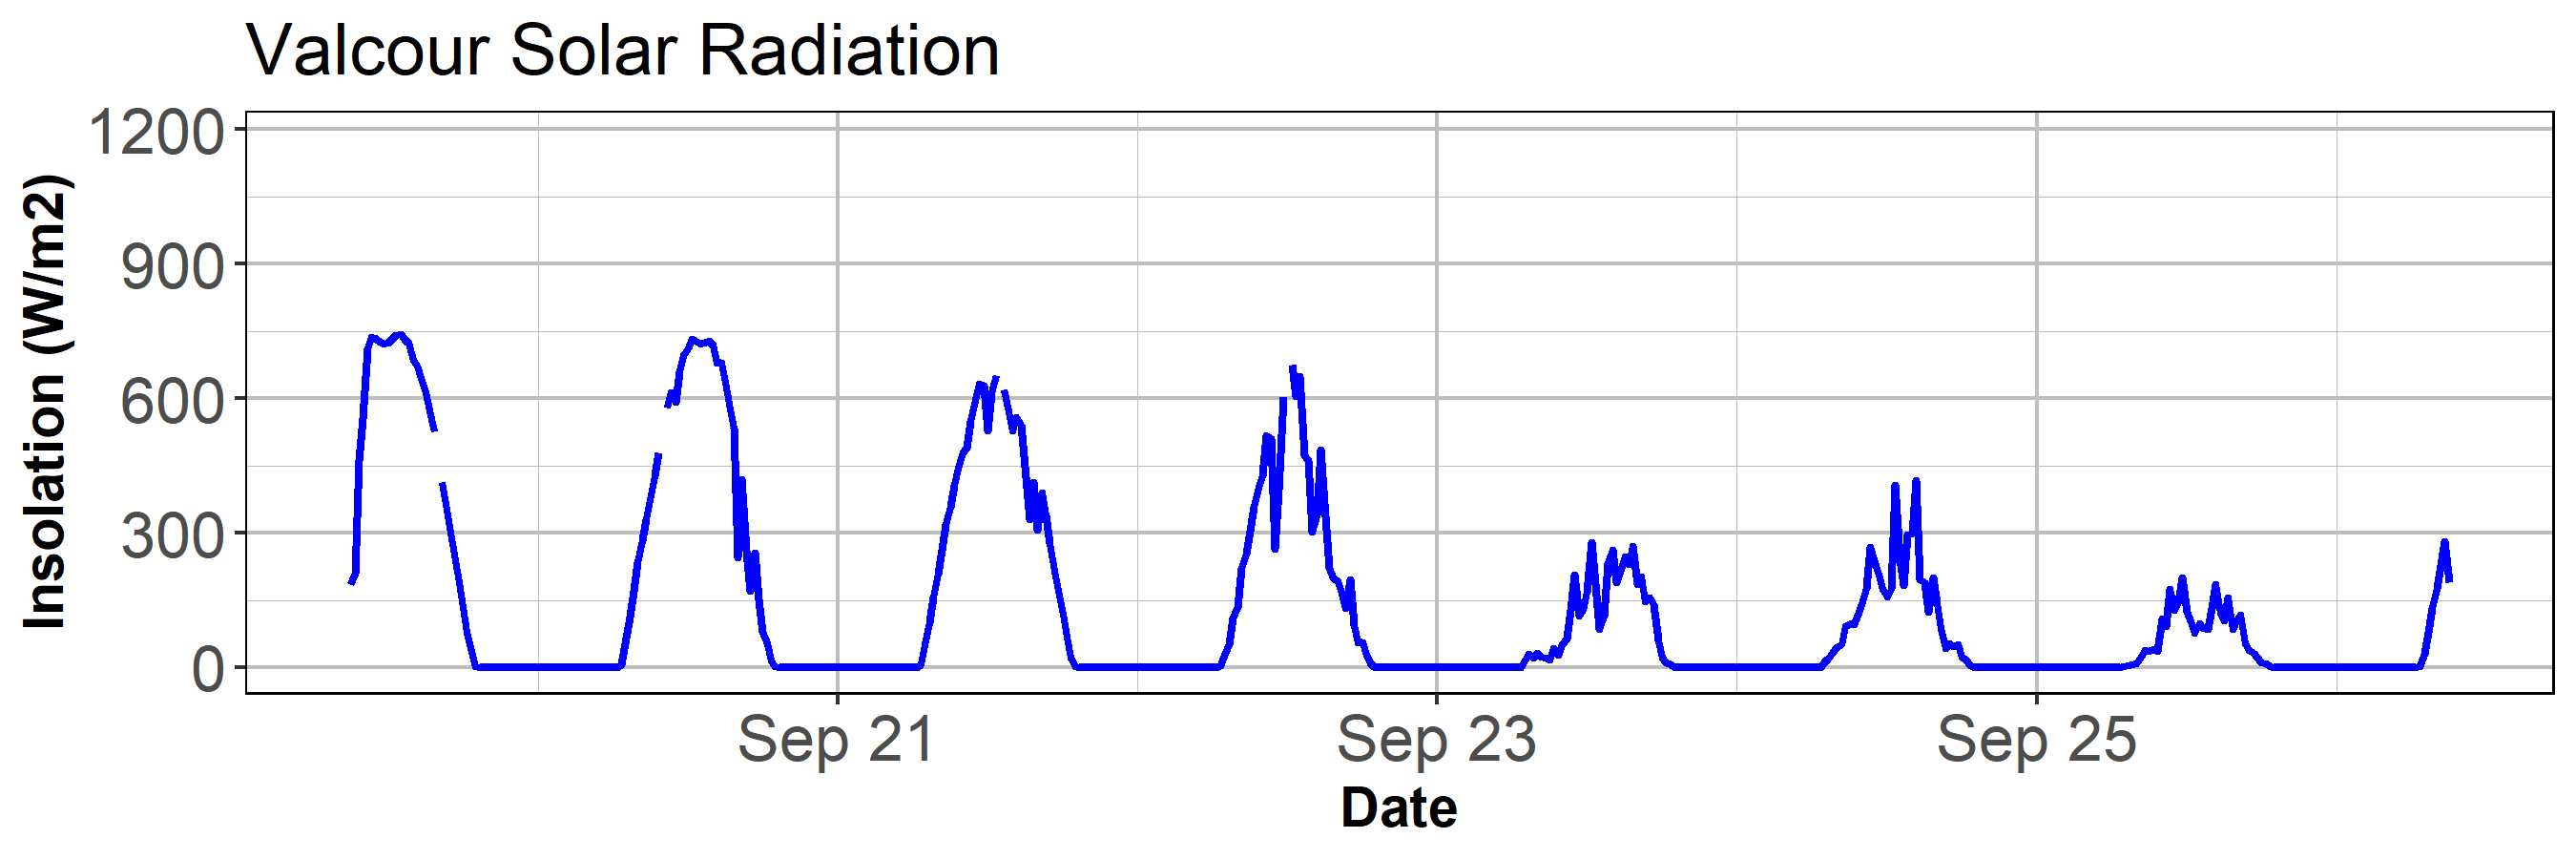 Valcour Solar Radiation
Insolation (W/m2)
1200
900
600
300
0
Sep 21 Sep 23 Sep 25
Date